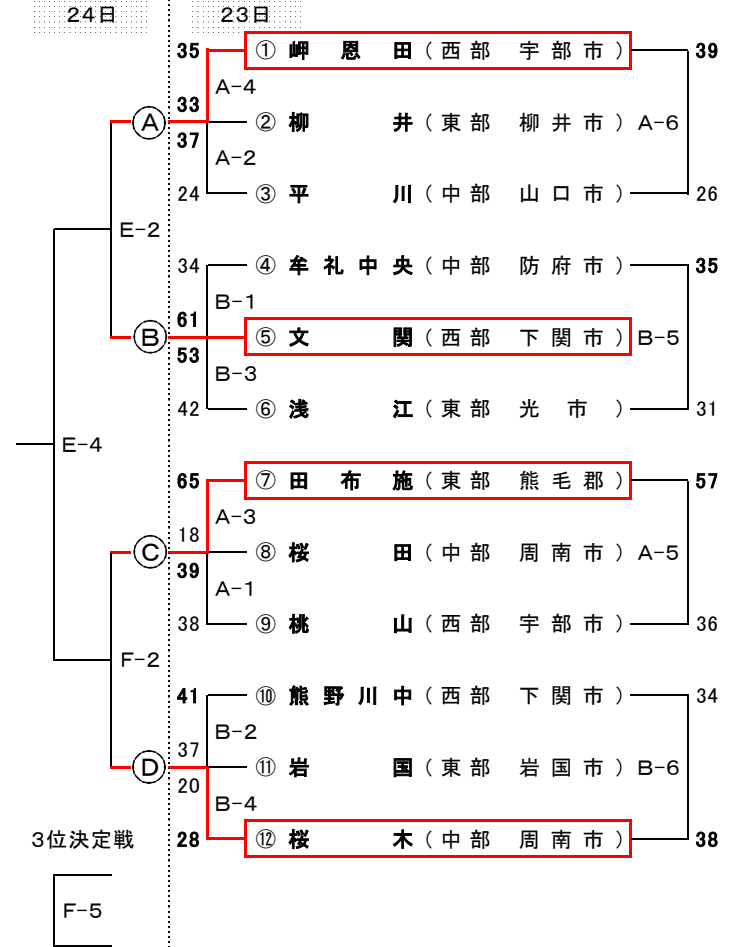 24日 23日
35 ① 岬恩田（西部 宇部市） 39
A-4
33
Ⓐ ② 柳井（東部 柳井市） A-6
37
A-2
24 ③ 平川（中部 山口市） 26
E-2
34 ④ 牟礼中央（中部 防府市） 35
B-1
61
Ⓑ ⑤ 文関（西部 下関市） B-5
53
B-3
42 ⑥ 浅江（東部 光市） 31
E-4
65 ⑦ 田布施（東部 熊毛郡） 57
A-3
18
Ⓒ ⑧ 桜田（中部 周南市） A-5
39
A-1
38 ⑨ 桃山（西部 宇部市） 36
F-2
41 ⑩ 熊野川中（西部 下関市） 34
B-2
37
Ⓓ ⑪ 岩国（東部 岩国市） B-6
20
B-4
3位決定戦 28 ⑫ 桜木（中部 周南市） 38
F-5